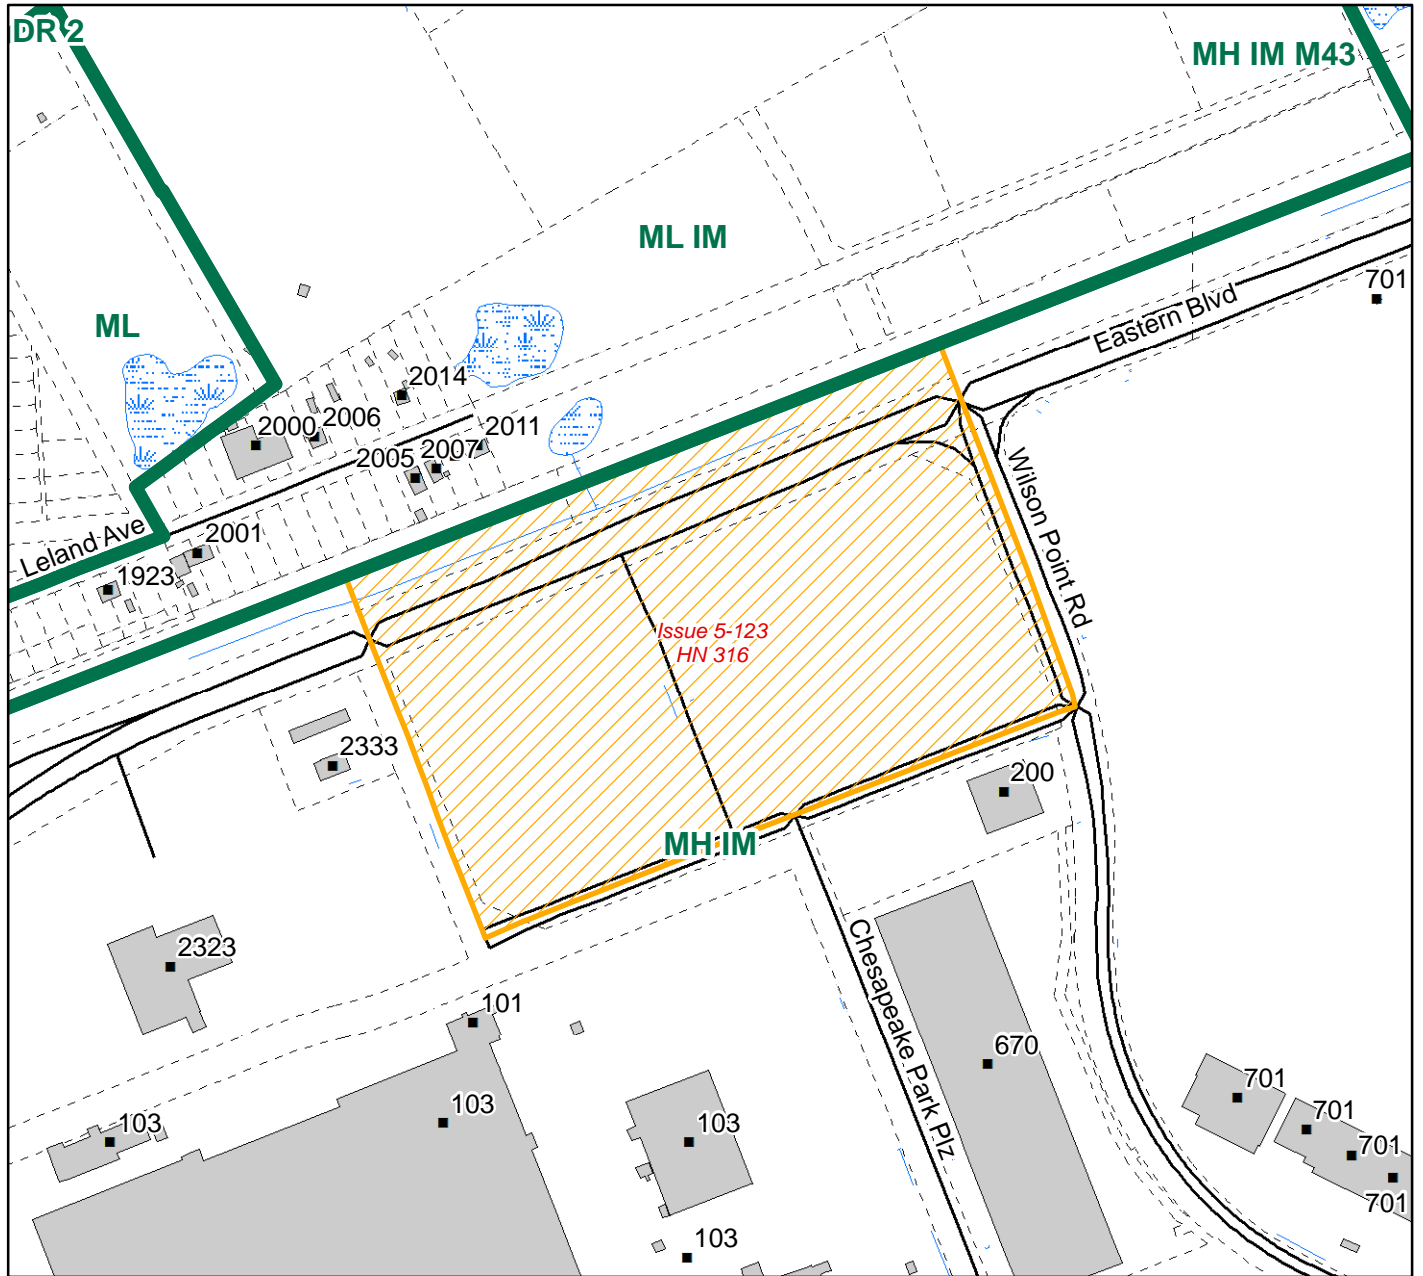 DR 2
MH IM M43
ML IM
701
Eastern Blvd
ML
2014
2006
2000
2011
2007
2005
Wilson Point Rd
Leland Ave
2001
1923
Issue 5-123
HN 316
2333
200
MH IM
2323
Chesapeake Park Plz
101
670
103
103
103
701
701
701
701
103